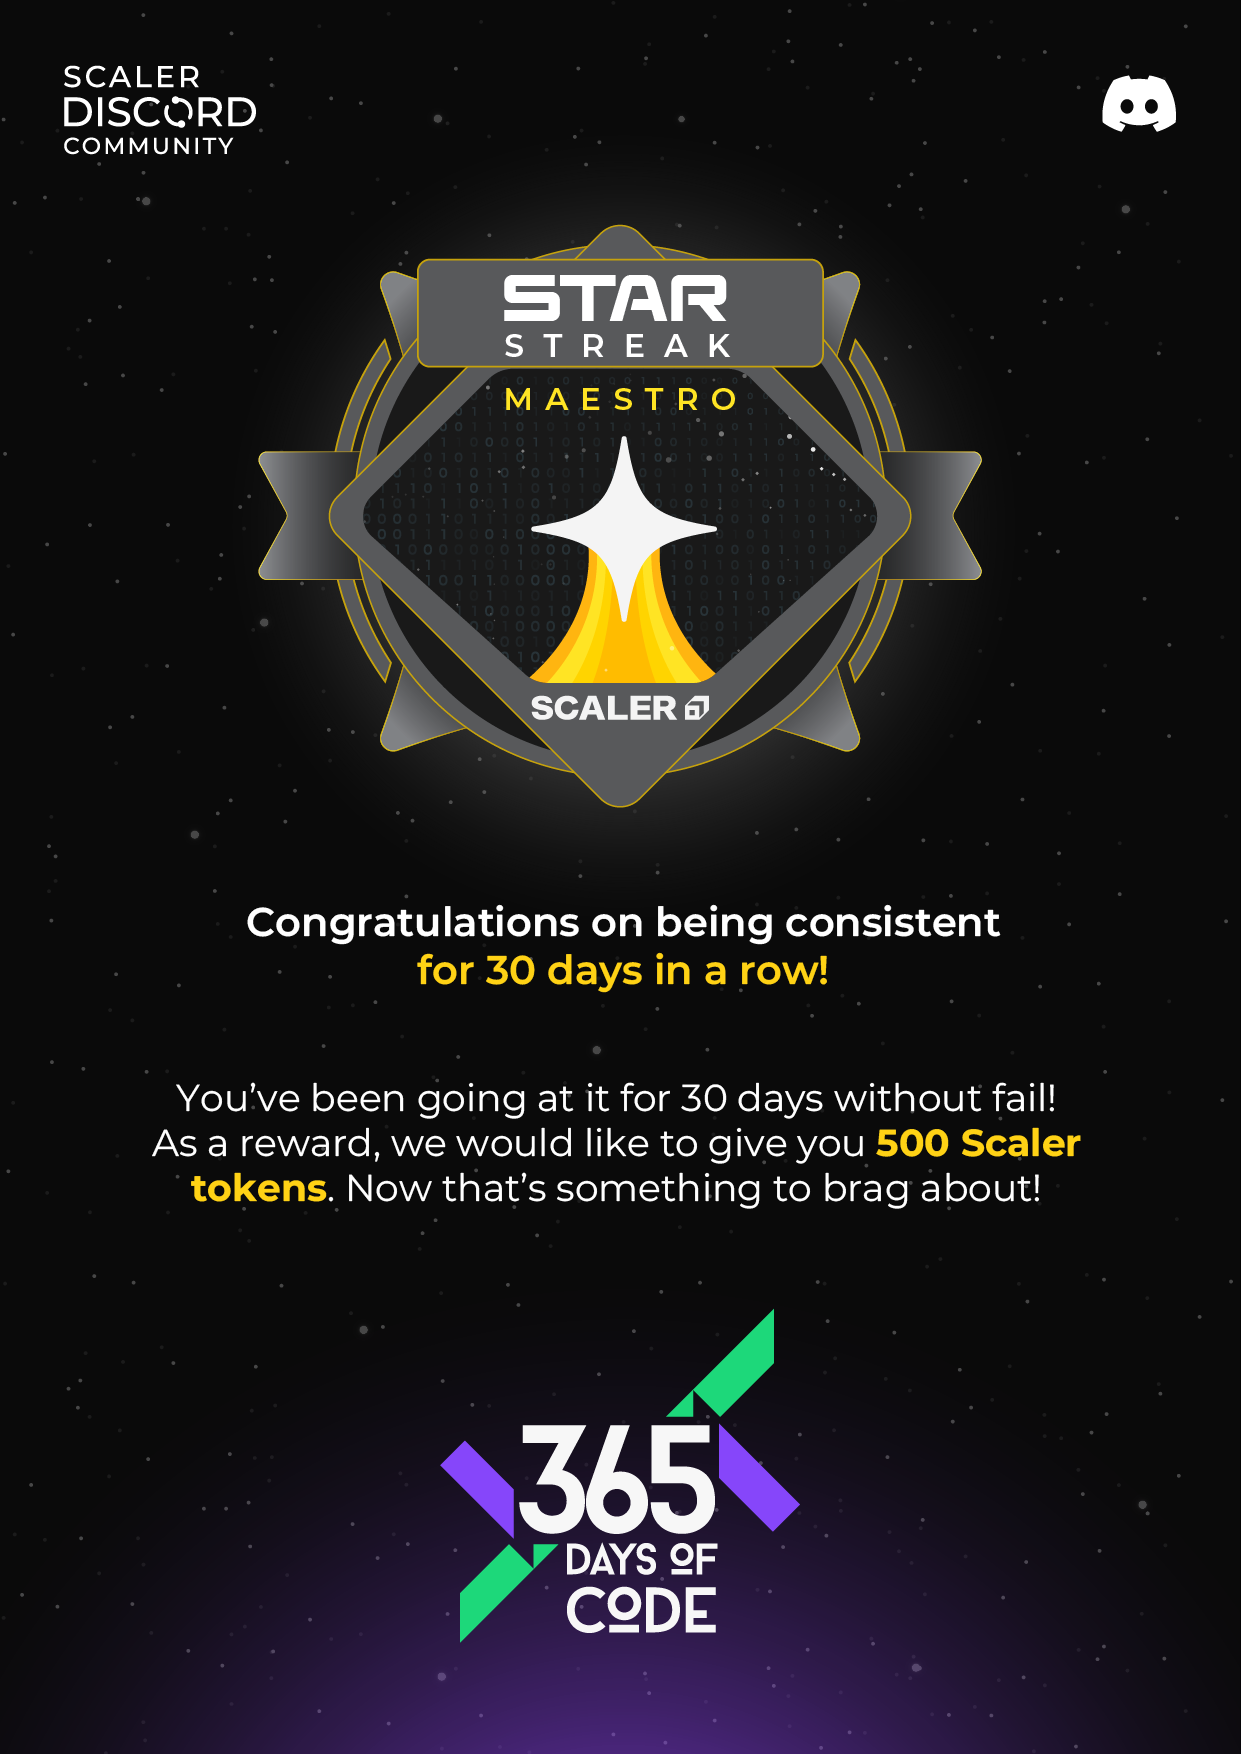 SCALER
DISCORD
COMMUNITY
STAR
STREAK
MAESTRO
SCALER
Congratulations on being consistent
for 30 days in a row!
You’ve been going at it for 30 days without fail!
As a reward, we would like to give you 500 Scaler
tokens. Now that’s something to brag about!
365
DAYS OF
CODE